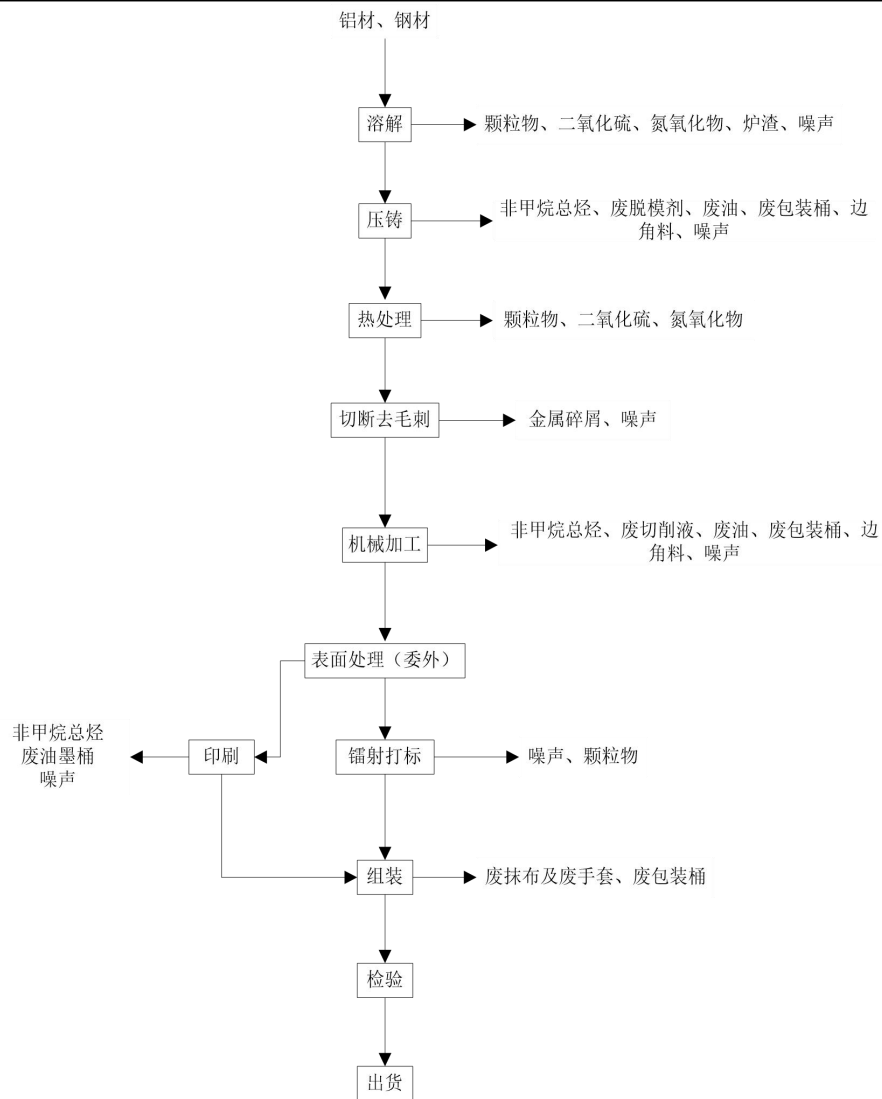 铝材、钢材
溶解
颗粒物、二氧化硫、氮氧化物、炉渣、噪声
压铸
非甲烷总烃、废脱模剂、废油、废包装桶、边
角料、噪声
热处理
颗粒物、二氧化硫、氮氧化物
切断去毛刺
金属碎屑、噪声
机械加工
非甲烷总烃、废切削液、废油、废包装桶、边
角料、噪声
表面处理（委外）
非甲烷总烃
废油墨桶
噪声
印刷
镭射打标
噪声、颗粒物
组装
废抹布及废手套、废包装桶
检验
出货